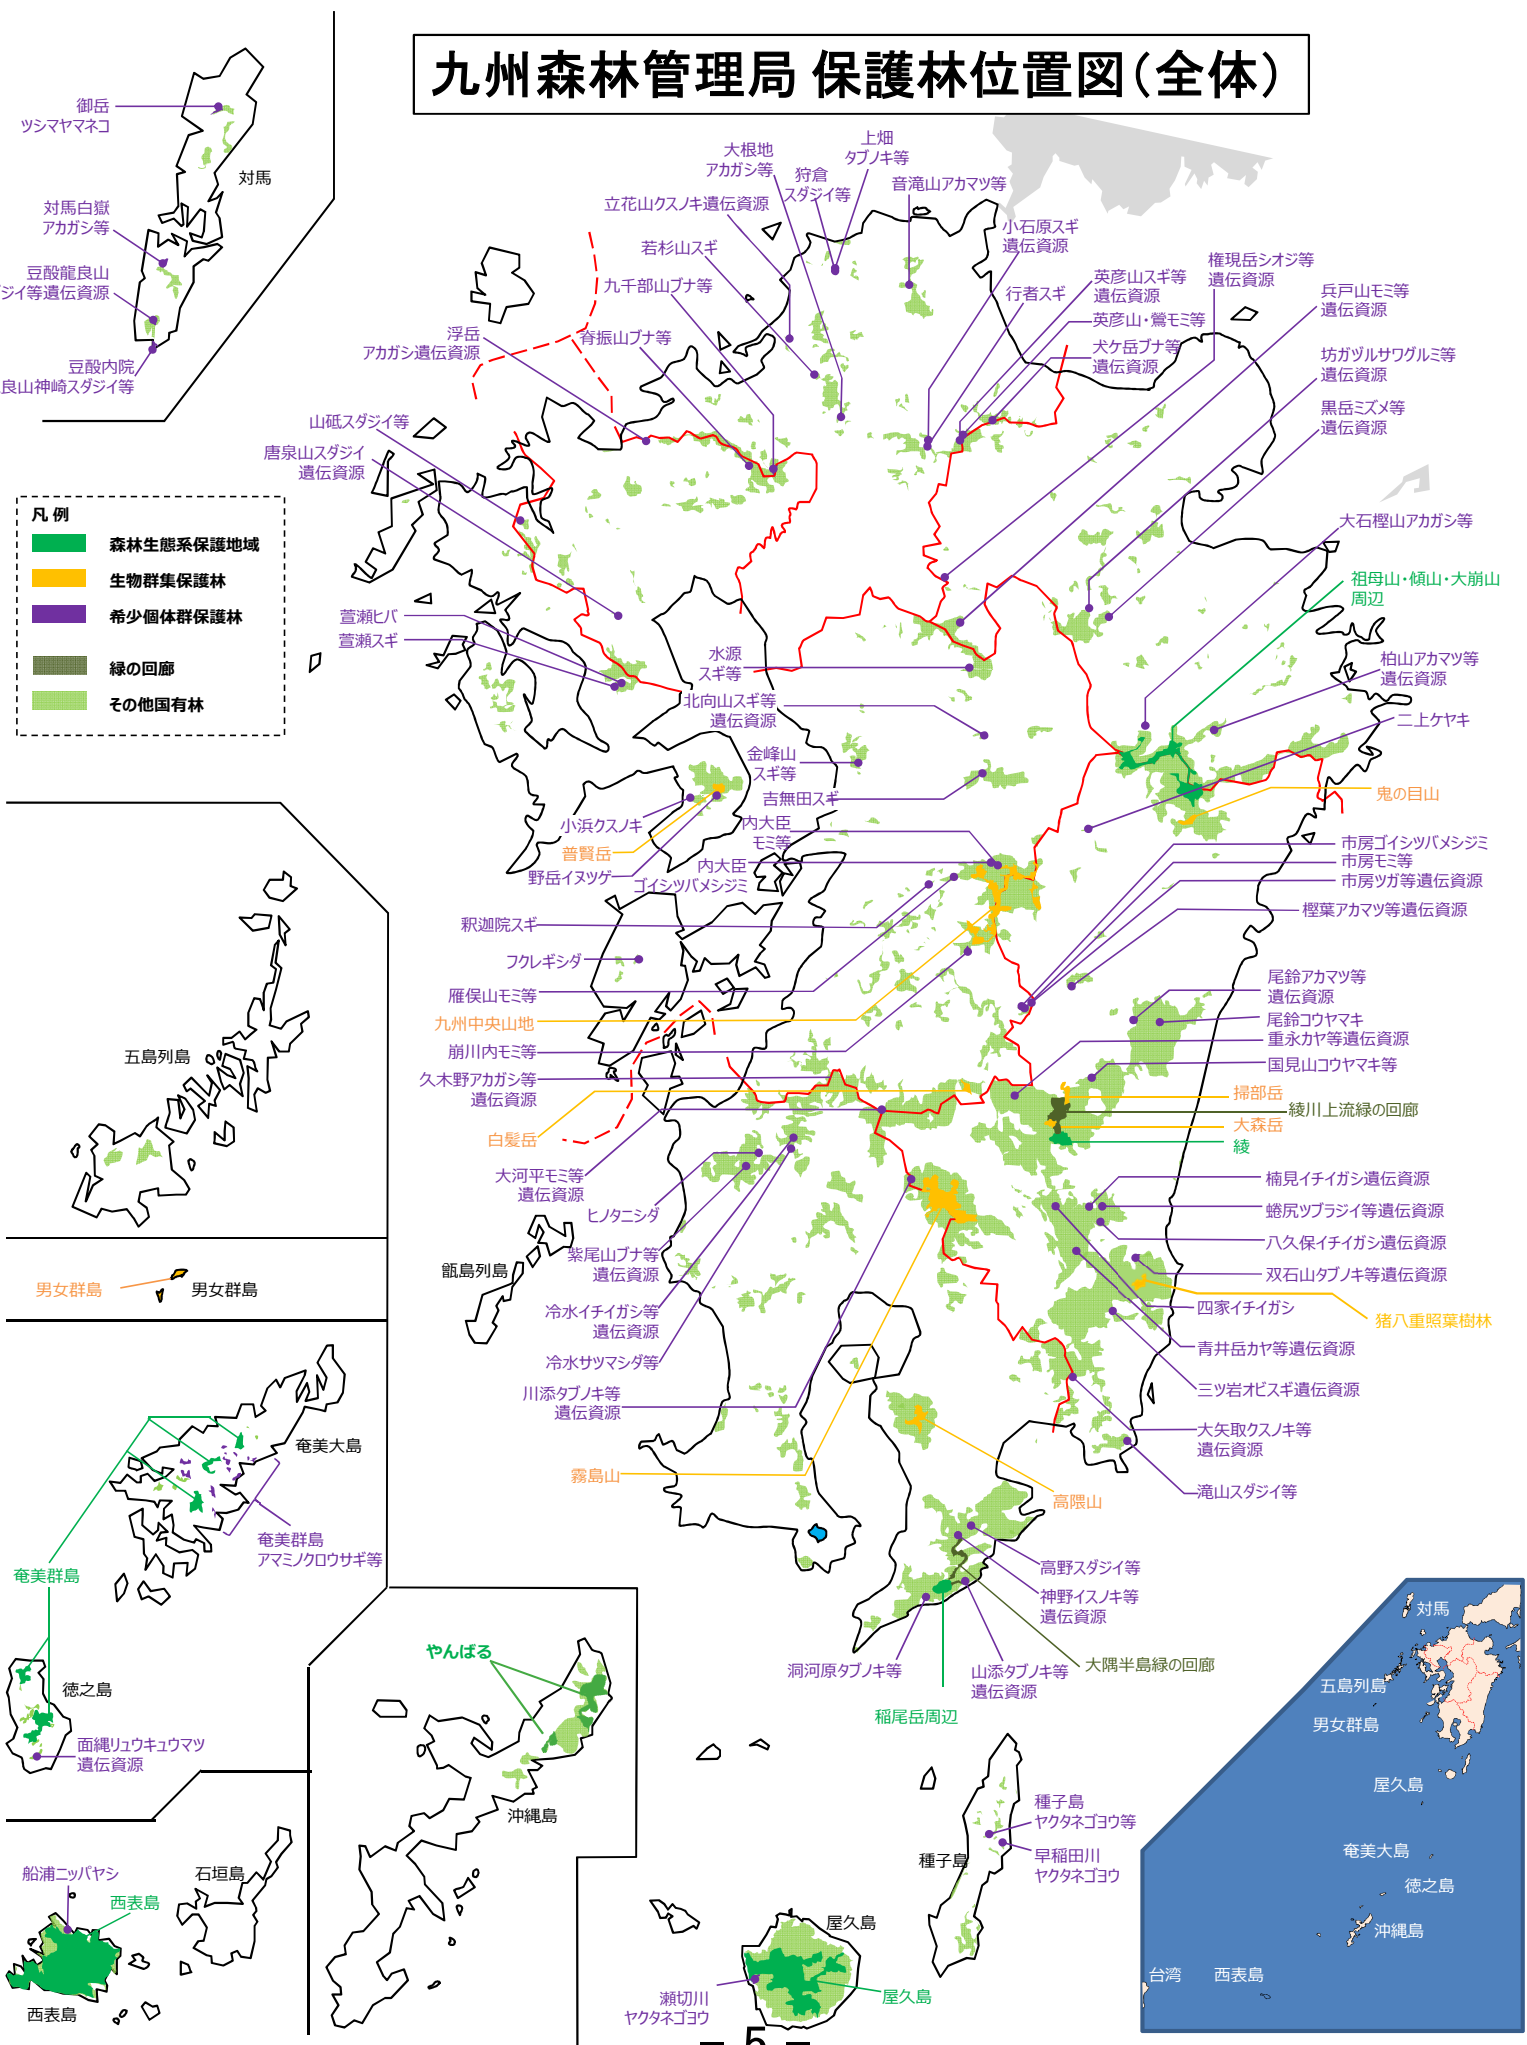 九州森林管理局 保護林位置図（全体）
御岳
ツシマヤマネコ
対馬
対馬白嶽
アカガシ等
豆酘龍良山
ジイ等遺伝資源
豆酘内院
良山神崎スダジイ等
凡 例
森林生態系保護地域
生物群集保護林
希少個体群保護林
緑の回廊
その他国有林
上畑
タブノキ等
大根地
アカガシ等
狩倉
スダジイ等
音滝山アカマツ等
立花山クスノキ遺伝資源
若杉山スギ
九千部山ブナ等
脊振山ブナ等
浮岳
アカガシ遺伝資源
山砥スダジイ等
唐泉山スダジイ
遺伝資源
萱瀬ヒバ
萱瀬スギ
小石原スギ
遺伝資源
行者スギ
英彦山スギ等
遺伝資源
英彦山・鶯モミ等
犬ケ岳ブナ等
遺伝資源
権現岳シオジ等
遺伝資源
兵戸山モミ等
遺伝資源
坊ガヅルサワグルミ等
遺伝資源
黒岳ミズメ等
遺伝資源
大石樫山アカガシ等
祖母山・傾山・大崩山
周辺
柏山アカマツ等
遺伝資源
二上ケヤキ
鬼の目山
水源
スギ等
北向山スギ等
遺伝資源
金峰山
スギ等
吉無田スギ
内大臣
モミ等
内大臣
ゴイシツバメシジミ
小浜クスノキ
普賢岳
野岳イヌツゲ
釈迦院スギ
フクレギシダ
雁俣山モミ等
九州中央山地
崩川内モミ等
久木野アカガシ等
遺伝資源
白髪岳
大河平モミ等
遺伝資源
ヒノタニシダ
紫尾山ブナ等
遺伝資源
冷水イチイガシ等
遺伝資源
冷水サツマシダ等
川添タブノキ等
遺伝資源
霧島山
市房ゴイシツバメシジミ
市房モミ等
市房ツガ等遺伝資源
樫葉アカマツ等遺伝資源
尾鈴アカマツ等
遺伝資源
尾鈴コウヤマキ
重永カヤ等遺伝資源
国見山コウヤマキ等
掃部岳
綾川上流緑の回廊
大森岳
綾
楠見イチイガシ遺伝資源
蜷尻ツブラジイ等遺伝資源
八久保イチイガシ遺伝資源
双石山タブノキ等遺伝資源
四家イチイガシ
猪八重照葉樹林
青井岳カヤ等遺伝資源
三ツ岩オビスギ遺伝資源
大矢取クスノキ等
遺伝資源
滝山スダジイ等
高隈山
高野スダジイ等
神野イスノキ等
遺伝資源
大隅半島緑の回廊
山添タブノキ等
遺伝資源
洞河原タブノキ等
稲尾岳周辺
五島列島
男女群島
男女群島
甑島列島
奄美大島
奄美群島
アマミノクロウサギ等
奄美群島
徳之島
面縄リュウキュウマツ
遺伝資源
やんばる
沖縄島
船浦ニッパヤシ
西表島
石垣島
西表島
種子島
ヤクタネゴヨウ等
早稲田川
ヤクタネゴヨウ
種子島
屋久島
屋久島
瀬切川
ヤクタネゴヨウ
対馬
五島列島
男女群島
屋久島
奄美大島
徳之島
沖縄島
台湾
西表島
－ 5 －